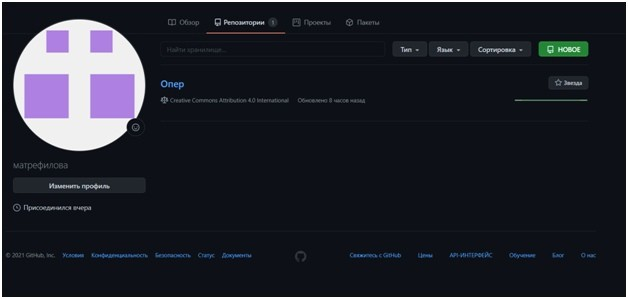 Обзор Репозитории 1 Проекты Пакеты
Найти хранилище... Тип Язык Сортировка НОВОЕ
Опер Звезда
Creative Commons Attribution 4.0 International Обновлено 8 часов назад
матрефилова
Изменить профиль
Присоединился вчера
© 2021 GitHub, Inc. Условия Конфиденциальность Безопасность Статус Документы Свяжитесь с GitHub Цены API-ИНТЕРФЕЙС Обучение Блог О нас